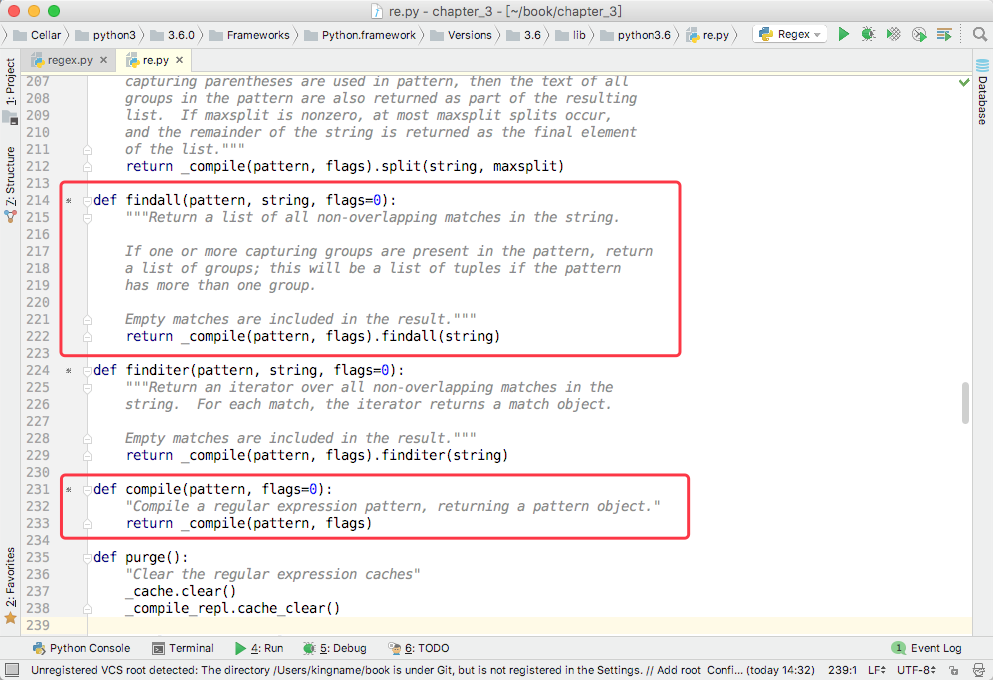 re.py - chapter_3 - [~/book/chapter_3]
Cellar python3 3.6.0 Frameworks Python.framework Versions 3.6 lib python3.6 re.py Regex
regex.py re.py
1: Project
7: Structure
2: Favorites
Database
207 capturing parentheses are used in pattern, then the text of all
208 groups in the pattern are also returned as part of the resulting
209 list.  If maxsplit is nonzero, at most maxsplit splits occur,
210 and the remainder of the string is returned as the final element
211 of the list."""
212 return _compile(pattern, flags).split(string, maxsplit)
213
214 def findall(pattern, string, flags=0):
215 """Return a list of all non-overlapping matches in the string.
216
217 If one or more capturing groups are present in the pattern, return
218 a list of groups; this will be a list of tuples if the pattern
219 has more than one group.
220
221 Empty matches are included in the result."""
222 return _compile(pattern, flags).findall(string)
223
224 def finditer(pattern, string, flags=0):
225 """Return an iterator over all non-overlapping matches in the
226 string.  For each match, the iterator returns a match object.
227
228 Empty matches are included in the result."""
229 return _compile(pattern, flags).finditer(string)
230
231 def compile(pattern, flags=0):
232 "Compile a regular expression pattern, returning a pattern object."
233 return _compile(pattern, flags)
234
235 def purge():
236 "Clear the regular expression caches"
237 _cache.clear()
238 _compile_repl.cache_clear()
239
Python Console Terminal 4: Run 5: Debug 6: TODO 1 Event Log
Unregistered VCS root detected: The directory /Users/kingname/book is under Git, but is not registered in the Settings. // Add root Confi... (today 14:32) 239:1 LF UTF-8